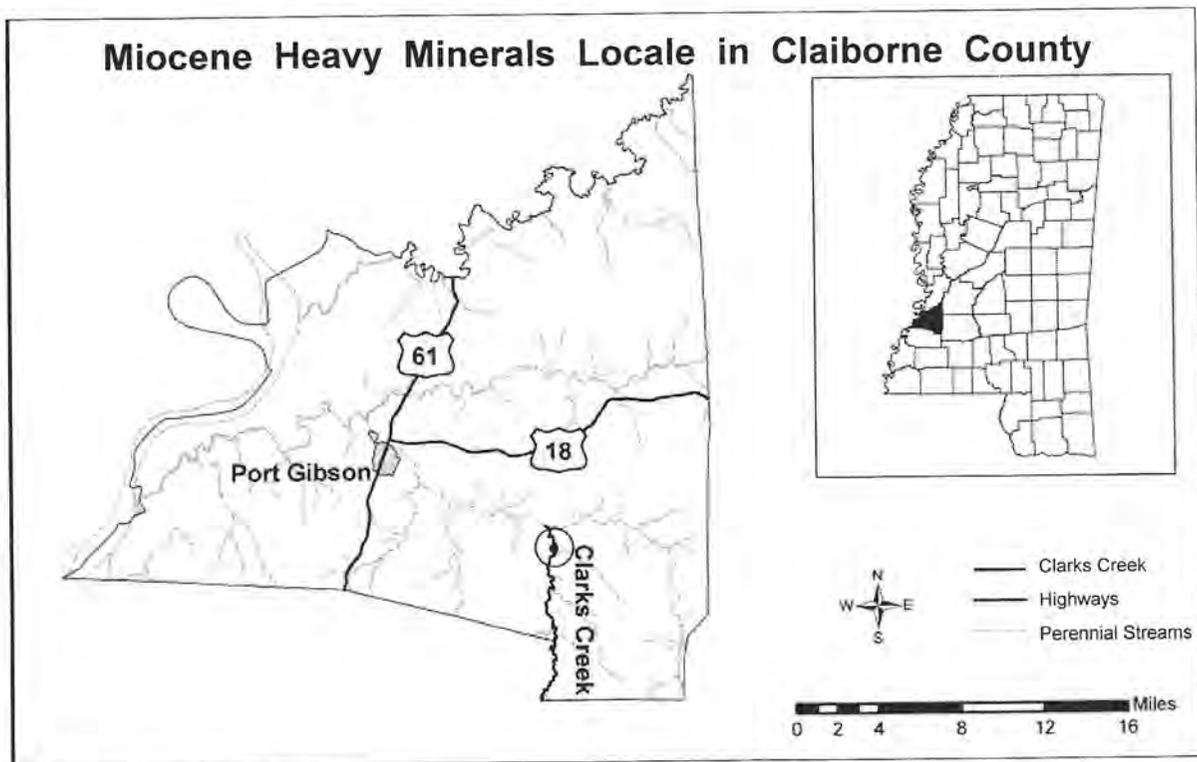 Miocene Heavy Minerals Locale in Claiborne County
61
18
Port Gibson
Clarks Creek
N
W E
S
Clarks Creek
Highways
Perennial Streams
Miles
0 2 4 8 12 16